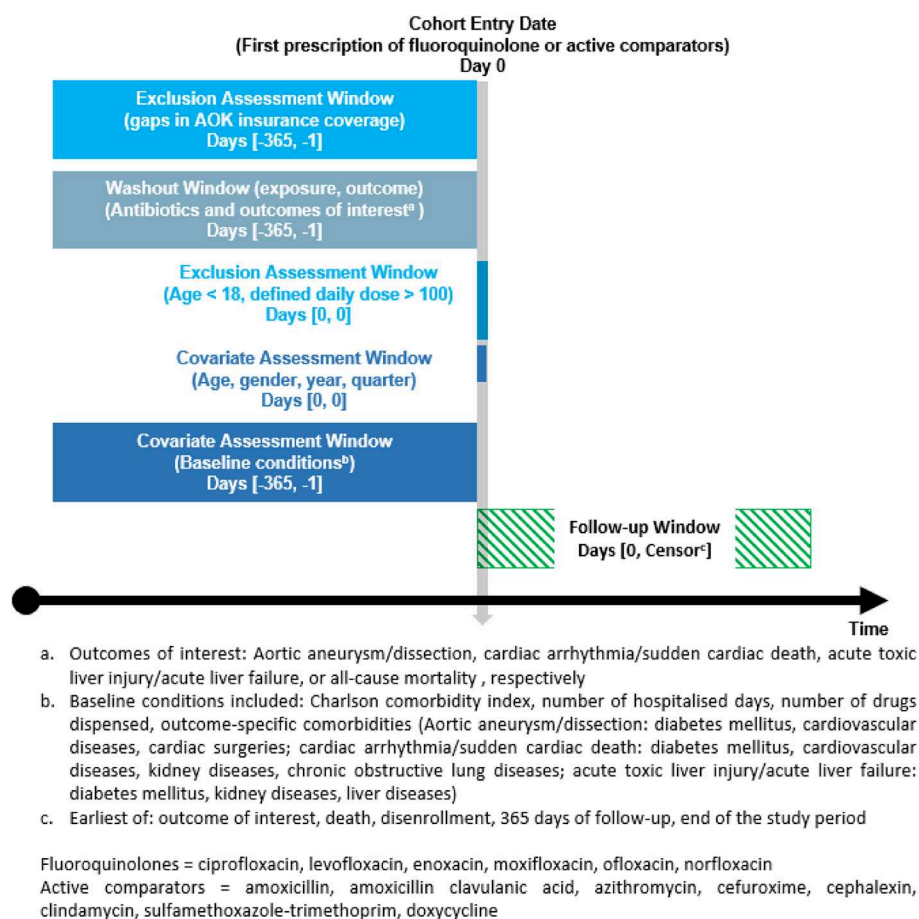 Cohort Entry Date
(First prescription of fluoroquinolone or active comparators)
Day 0
Exclusion Assessment Window
(gaps in AOK insurance coverage)
Days [-365, -1]
Washout Window (exposure, outcome)
(Antibiotics and outcomes of interestᵃ )
Days [-365, -1]
Exclusion Assessment Window
(Age < 18, defined daily dose > 100)
Days [0, 0]
Covariate Assessment Window
(Age, gender, year, quarter)
Days [0, 0]
Covariate Assessment Window
(Baseline conditionsᵇ)
Days [-365, -1]
Follow-up Window
Days [0, Censorᶜ]
Time
a. Outcomes of interest: Aortic aneurysm/dissection, cardiac arrhythmia/sudden cardiac death, acute toxic
liver injury/acute liver failure, or all-cause mortality , respectively
b. Baseline conditions included: Charlson comorbidity index, number of hospitalised days, number of drugs
dispensed, outcome-specific comorbidities (Aortic aneurysm/dissection: diabetes mellitus, cardiovascular
diseases, cardiac surgeries; cardiac arrhythmia/sudden cardiac death: diabetes mellitus, cardiovascular
diseases, kidney diseases, chronic obstructive lung diseases; acute toxic liver injury/acute liver failure:
diabetes mellitus, kidney diseases, liver diseases)
c. Earliest of: outcome of interest, death, disenrollment, 365 days of follow-up, end of the study period
Fluoroquinolones = ciprofloxacin, levofloxacin, enoxacin, moxifloxacin, ofloxacin, norfloxacin
Active comparators = amoxicillin, amoxicillin clavulanic acid, azithromycin, cefuroxime, cephalexin,
clindamycin, sulfamethoxazole-trimethoprim, doxycycline